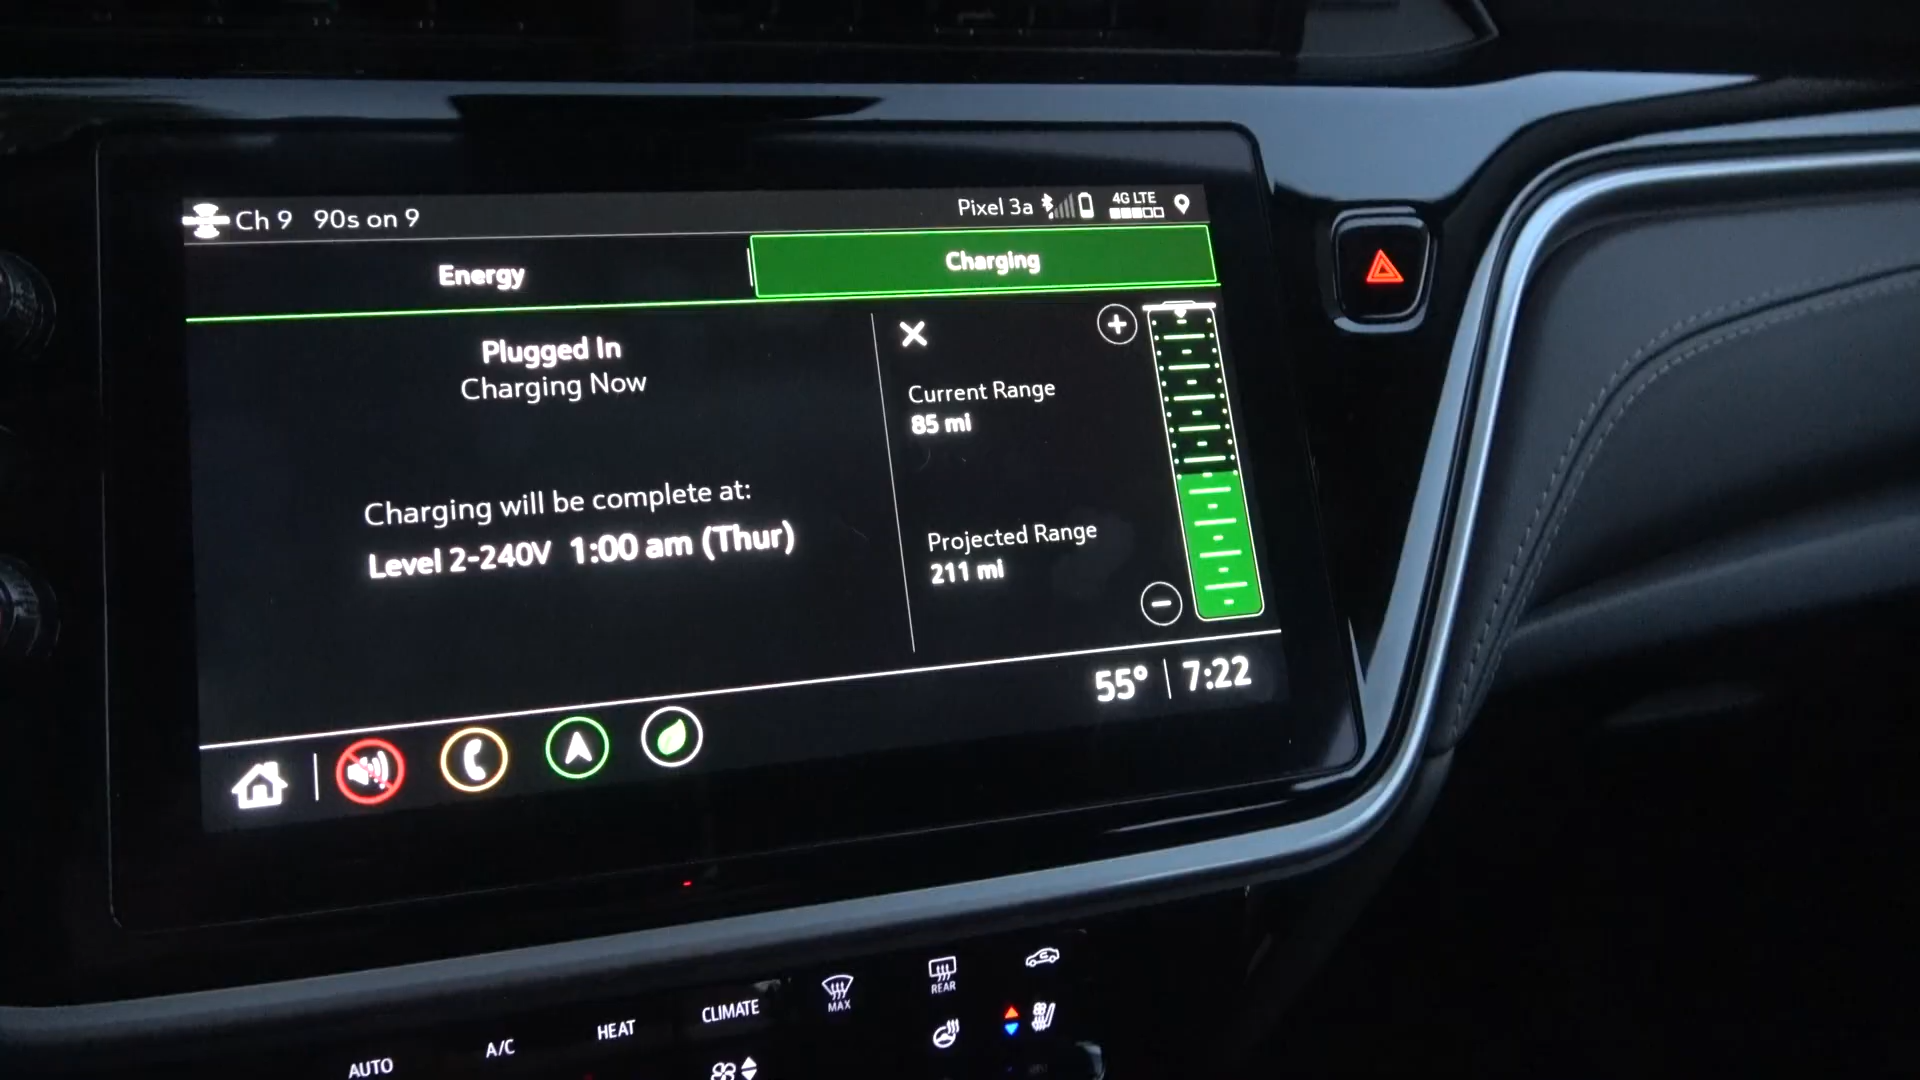 Ch 9 90s on 9
Pixel 3a 4G LTE
Energy
Charging
Plugged In
Charging Now
Charging will be complete at:
Level 2-240V 1:00 am (Thur)
Current Range
85 mi
Projected Range
211 mi
55° 7:22
AUTO
A/C
HEAT
CLIMATE
MAX
REAR